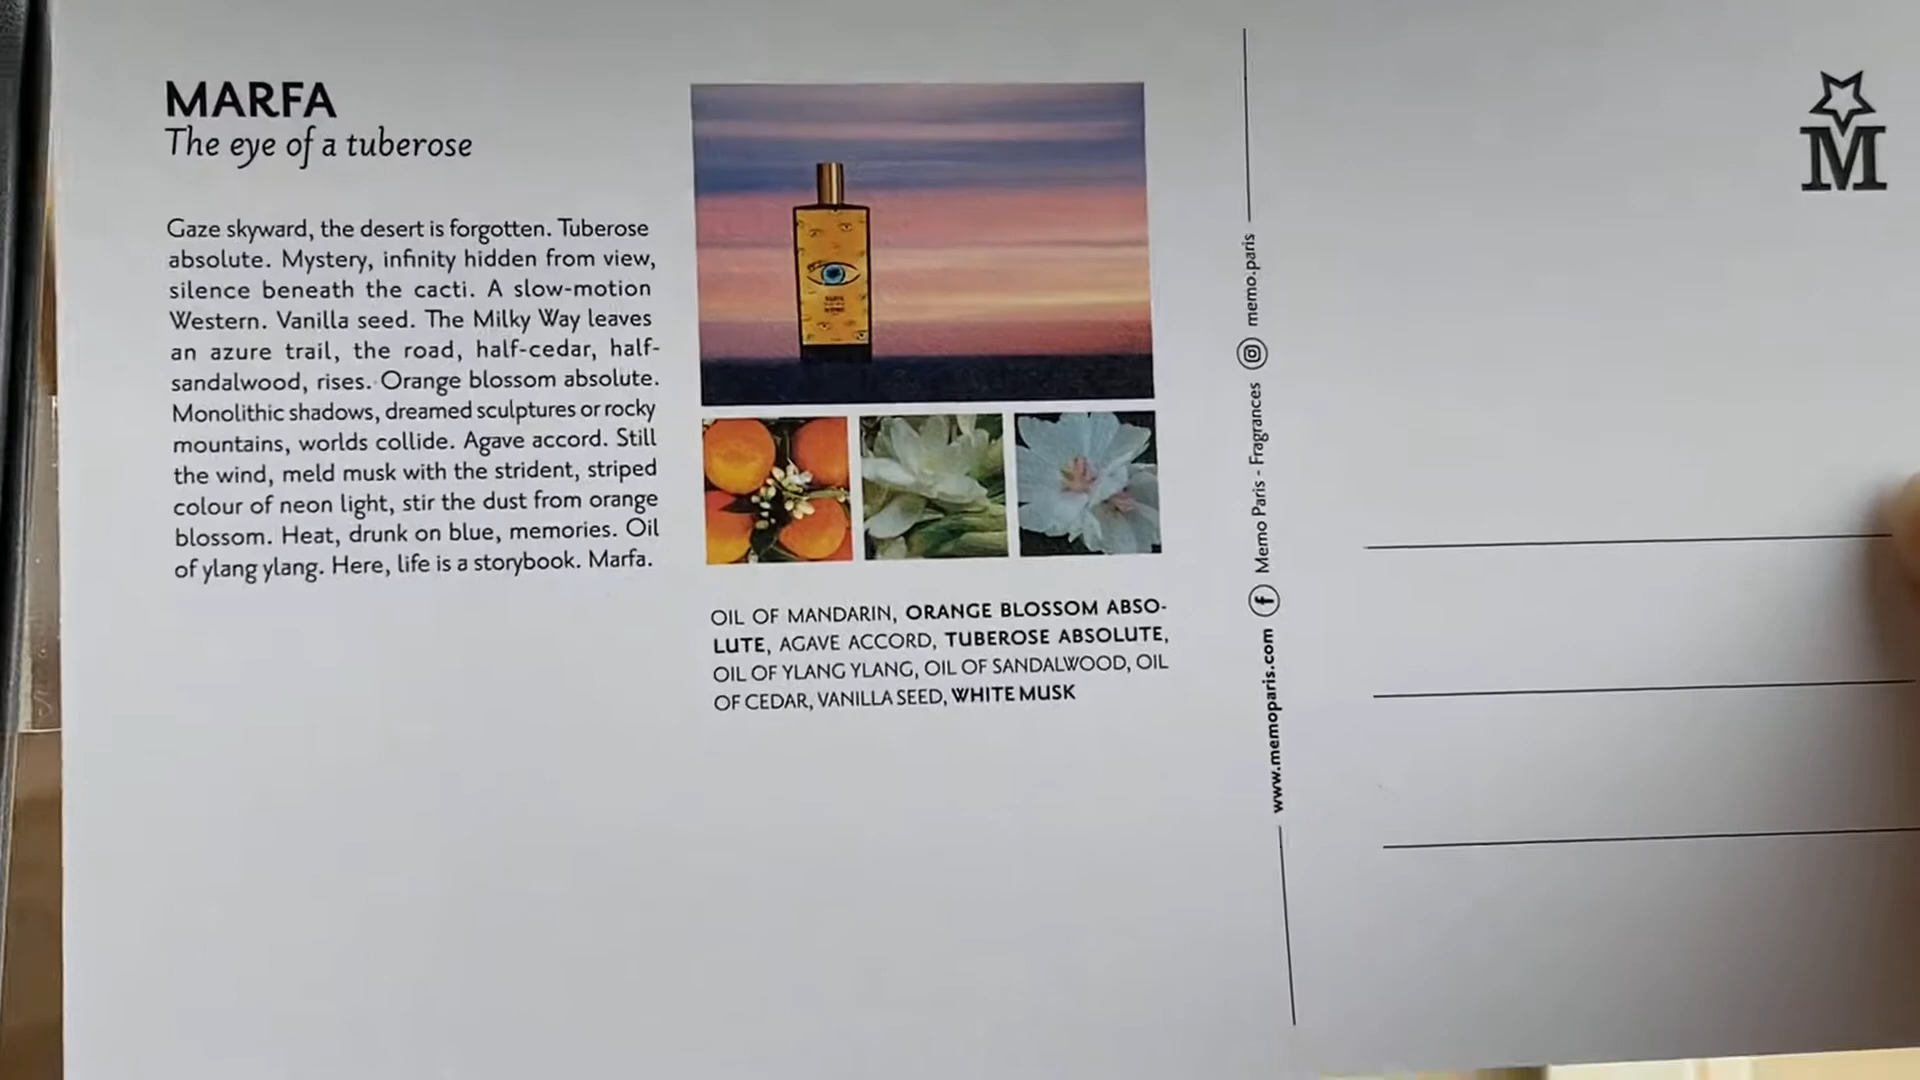 MARFA
The eye of a tuberose
Gaze skyward, the desert is forgotten. Tuberose
absolute. Mystery, infinity hidden from view,
silence beneath the cacti. A slow-motion
Western. Vanilla seed. The Milky Way leaves
an azure trail, the road, half-cedar, half-
sandalwood, rises. Orange blossom absolute.
Monolithic shadows, dreamed sculptures or rocky
mountains, worlds collide. Agave accord. Still
the wind, meld musk with the strident, striped
colour of neon light, stir the dust from orange
blossom. Heat, drunk on blue, memories. Oil
of ylang ylang. Here, life is a storybook. Marfa.
MARFA
OIL OF MANDARIN, ORANGE BLOSSOM ABSO-
LUTE, AGAVE ACCORD, TUBEROSE ABSOLUTE,
OIL OF YLANG YLANG, OIL OF SANDALWOOD, OIL
OF CEDAR, VANILLA SEED, WHITE MUSK
www.memoparis.com f Memo Paris - Fragrances memo.paris
M